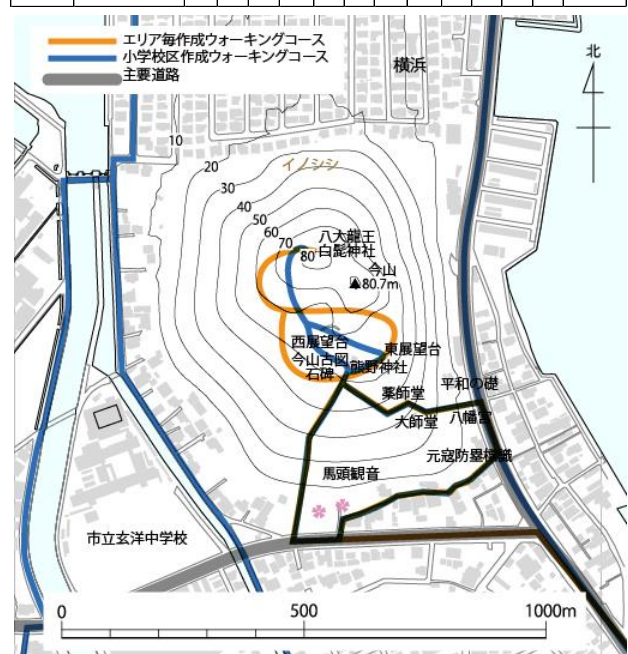 エリア毎作成ウォーキングコース
小学校区作成ウォーキングコース
主要道路
横浜
北
10
20
30
40
50
60
70
80
イノシシ
八大龍王
白髭神社
今山
80.7m
西展望台
今山古図
石碑
東展望台
熊野神社
薬師堂
平和の礎
大師堂
八幡宮
元寇防塁標識
馬頭観音
市立玄洋中学校
0
500
1000m